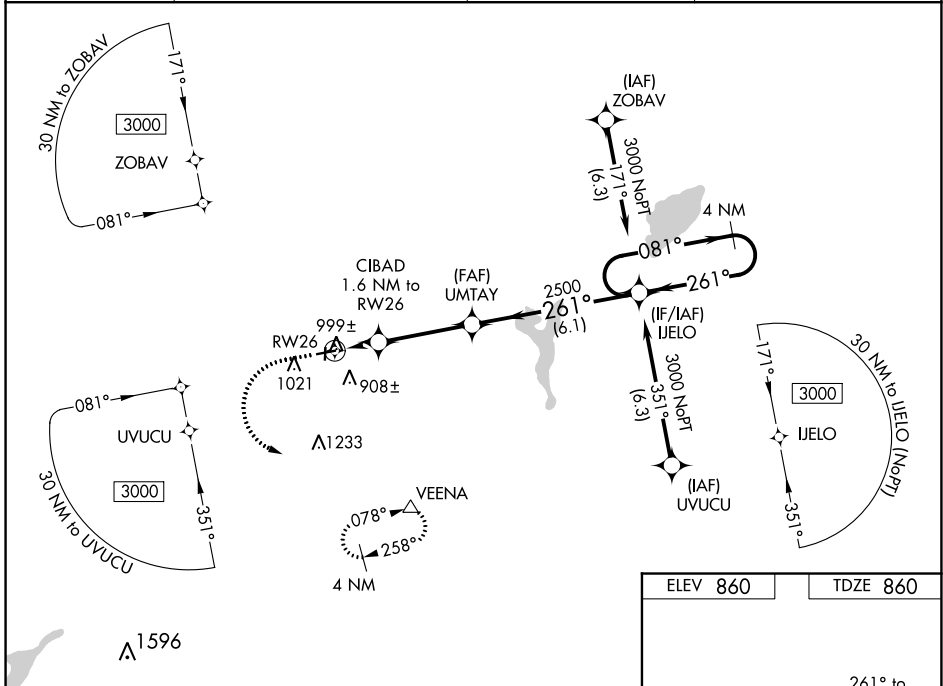 30 NM to ZOBAV
171°
3000
ZOBAV
081°
(IAF)
ZOBAV
3000 NoPT
171°
(6.3)
4 NM
081°
261°
(IF/IAF)
IJELO
2500
261°
(6.1)
(FAF)
UMTAY
CIBAD
1.6 NM to
RW26
RW26
999±
1021
908±
1233
3000 NoPT
351°
(6.3)
(IAF)
UVUCU
171°
30 NM to IJELO (NoPT)
3000
IJELO
351°
081°
UVUCU
3000
351°
30 NM to UVUCU
VEENA
078°
258°
4 NM
1596
ELEV 860
TDZE 860
261° to